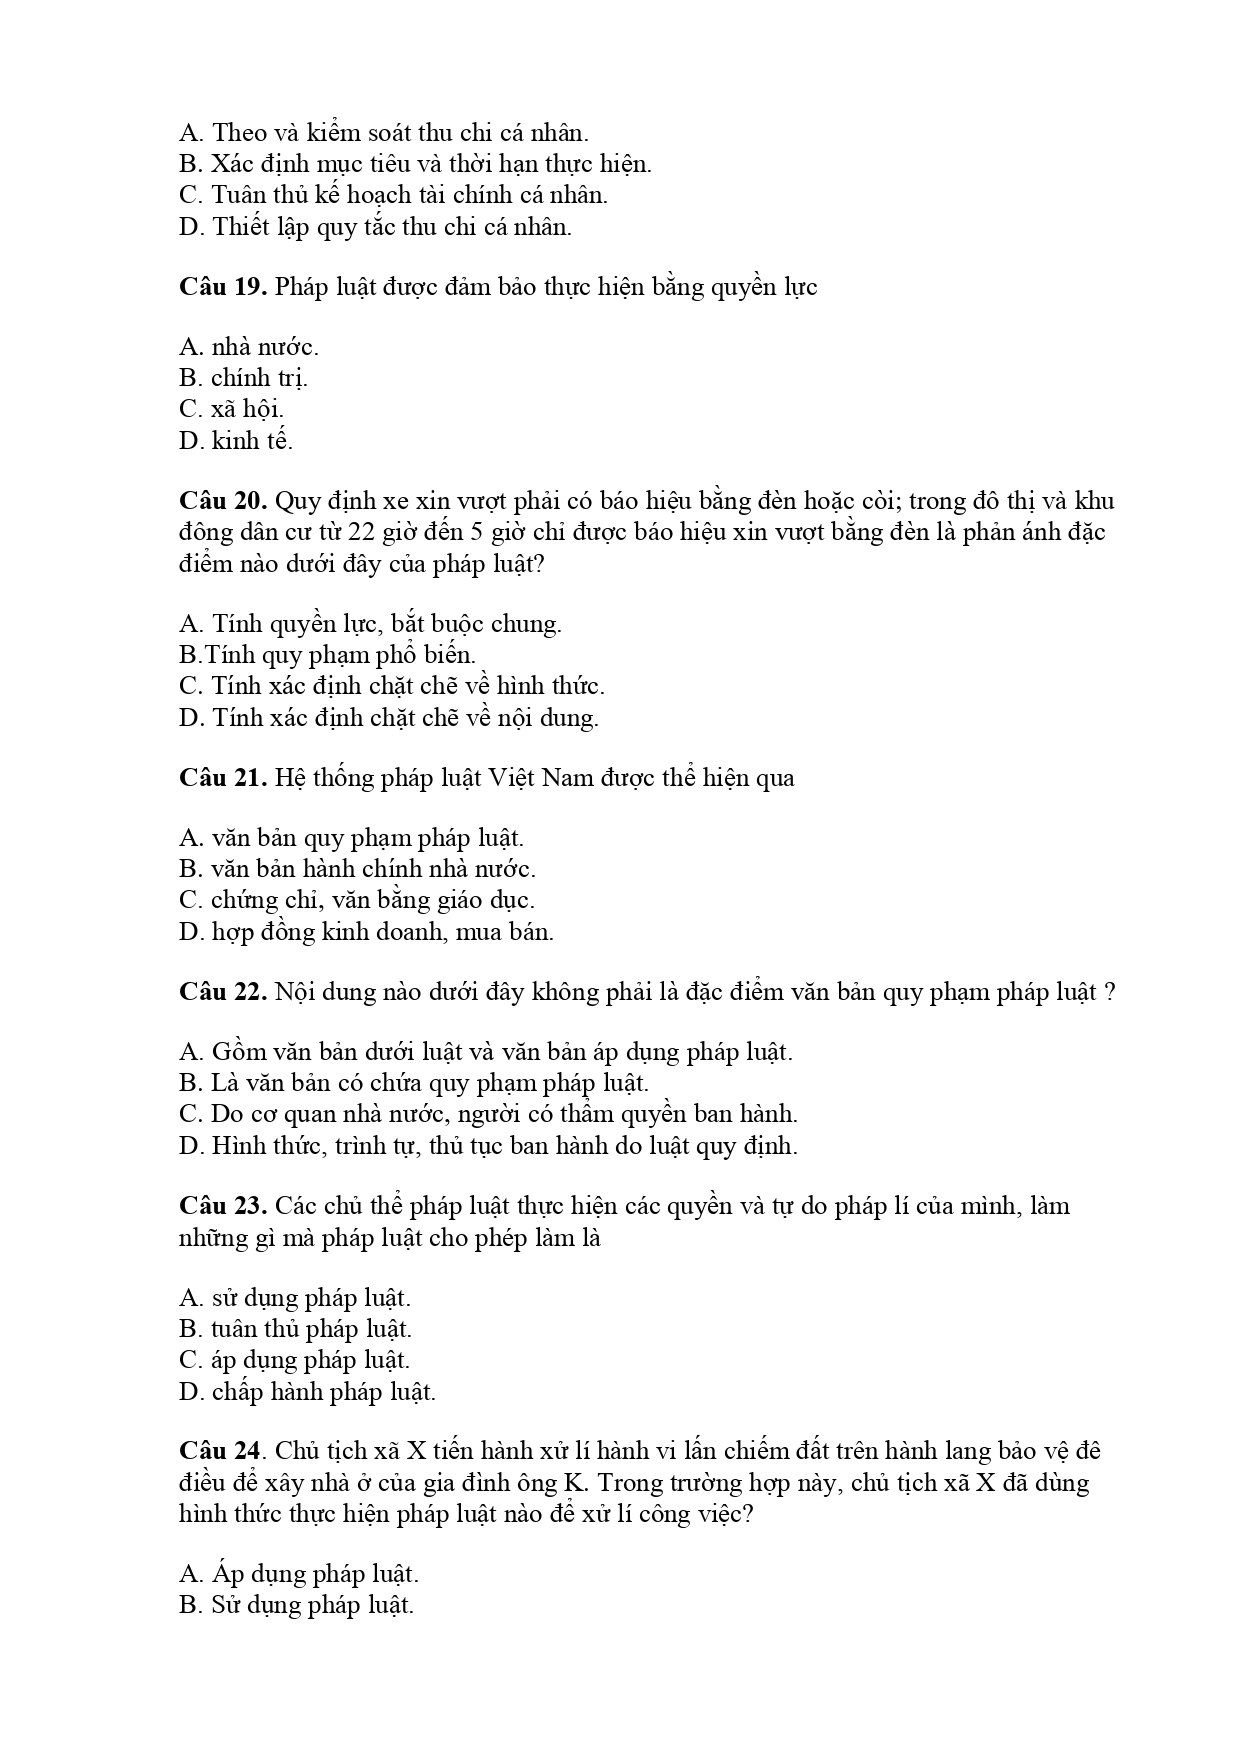 A. Theo và kiểm soát thu chi cá nhân.
B. Xác định mục tiêu và thời hạn thực hiện.
C. Tuân thủ kế hoạch tài chính cá nhân.
D. Thiết lập quy tắc thu chi cá nhân.
Câu 19. Pháp luật được đảm bảo thực hiện bằng quyền lực
A. nhà nước.
B. chính trị.
C. xã hội.
D. kinh tế.
Câu 20. Quy định xe xin vượt phải có báo hiệu bằng đèn hoặc còi; trong đô thị và khu
đông dân cư từ 22 giờ đến 5 giờ chỉ được báo hiệu xin vượt bằng đèn là phản ánh đặc
điểm nào dưới đây của pháp luật?
A. Tính quyền lực, bắt buộc chung.
B.Tính quy phạm phổ biến.
C. Tính xác định chặt chẽ về hình thức.
D. Tính xác định chặt chẽ về nội dung.
Câu 21. Hệ thống pháp luật Việt Nam được thể hiện qua
A. văn bản quy phạm pháp luật.
B. văn bản hành chính nhà nước.
C. chứng chỉ, văn bằng giáo dục.
D. hợp đồng kinh doanh, mua bán.
Câu 22. Nội dung nào dưới đây không phải là đặc điểm văn bản quy phạm pháp luật ?
A. Gồm văn bản dưới luật và văn bản áp dụng pháp luật.
B. Là văn bản có chứa quy phạm pháp luật.
C. Do cơ quan nhà nước, người có thẩm quyền ban hành.
D. Hình thức, trình tự, thủ tục ban hành do luật quy định.
Câu 23. Các chủ thể pháp luật thực hiện các quyền và tự do pháp lí của mình, làm
những gì mà pháp luật cho phép làm là
A. sử dụng pháp luật.
B. tuân thủ pháp luật.
C. áp dụng pháp luật.
D. chấp hành pháp luật.
Câu 24. Chủ tịch xã X tiến hành xử lí hành vi lấn chiếm đất trên hành lang bảo vệ đê
điều để xây nhà ở của gia đình ông K. Trong trường hợp này, chủ tịch xã X đã dùng
hình thức thực hiện pháp luật nào để xử lí công việc?
A. Áp dụng pháp luật.
B. Sử dụng pháp luật.